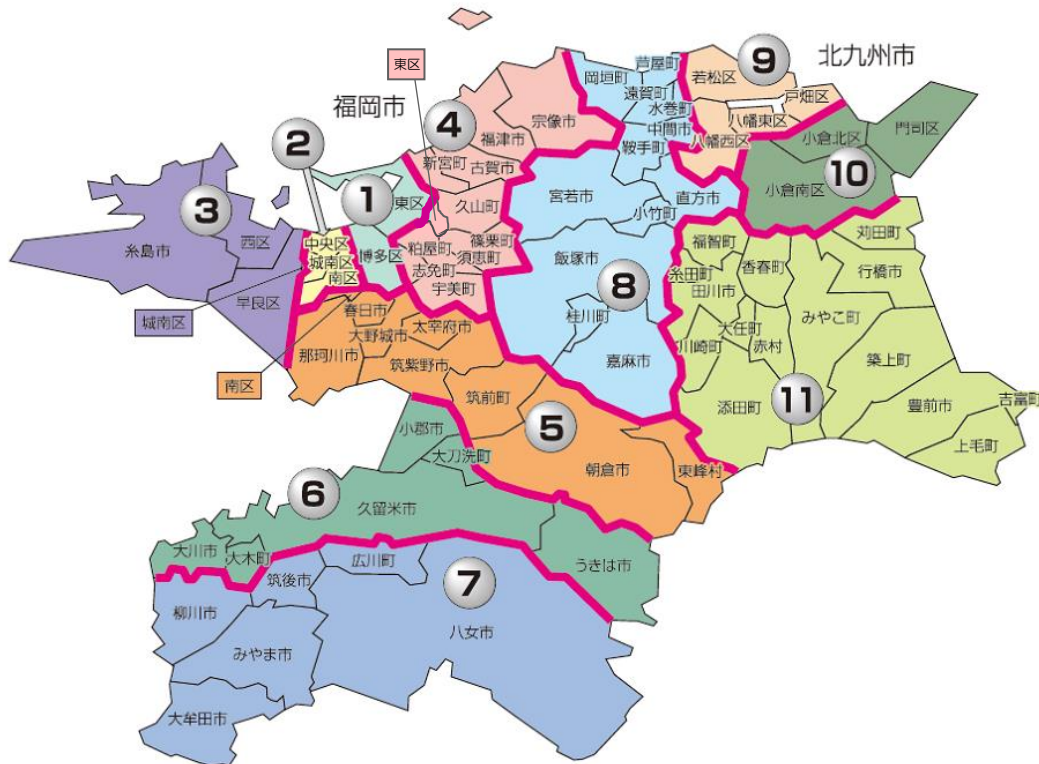 芦屋町
9
北九州市
東区
岡垣町
若松区
遠賀町
戸畑区
福岡市
水巻町
4
宗像市
八幡東区
門司区
福津市
中間市
小倉北区
八幡西区
2
鞍手町
新宮町
古賀市
10
1
宮若市
直方市
小倉南区
3
東区
久山町
小竹町
苅田町
西区
中央区
福智町
糸島市
城南区
博多区
粕屋町
篠栗町
飯塚市
香春町
須恵町
糸田町
行橋市
南区
志免町
8
田川市
宇美町
早良区
春日市
桂川町
みやこ町
城南区
大野城市
太宰府市
大任町
川崎町
赤村
那珂川市
嘉麻市
築上町
筑紫野市
南区
筑前町
11
吉富町
添田町
豊前市
5
小郡市
上毛町
大刀洗町
朝倉市
東峰村
6
久留米市
大川市
大木町
広川町
うきは市
筑後市
7
柳川市
八女市
みやま市
大牟田市